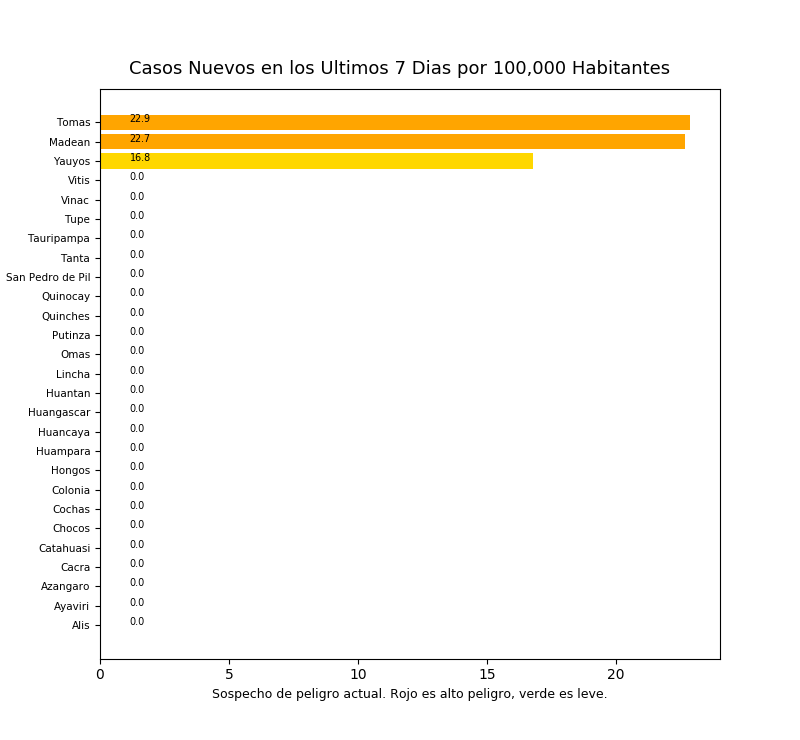 Casos Nuevos en los Ultimos 7 Dias por 100,000 Habitantes
Tomas 22.9
Madean 22.7
Yauyos 16.8
Vitis 0.0
Vinac 0.0
Tupe 0.0
Tauripampa 0.0
Tanta 0.0
San Pedro de Pil 0.0
Quinocay 0.0
Quinches 0.0
Putinza 0.0
Omas 0.0
Lincha 0.0
Huantan 0.0
Huangascar 0.0
Huancaya 0.0
Huampara 0.0
Hongos 0.0
Colonia 0.0
Cochas 0.0
Chocos 0.0
Catahuasi 0.0
Cacra 0.0
Azangaro 0.0
Ayaviri 0.0
Alis 0.0
0 5 10 15 20
Sospecho de peligro actual. Rojo es alto peligro, verde es leve.